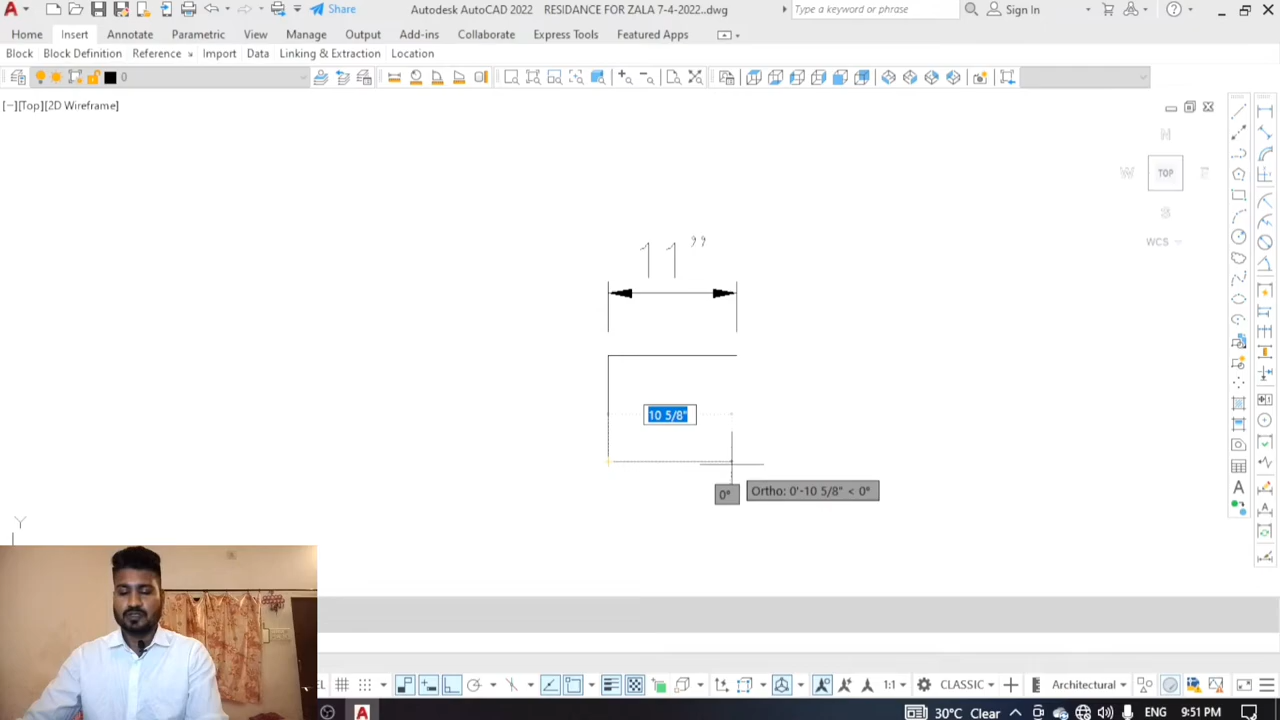 Share
Autodesk AutoCAD 2022 RESIDANCE FOR ZALA 7-4-2022..dwg
Type a keyword or phrase
Sign In
Home Insert Annotate Parametric View Manage Output Collaborate Express Tools Featured Apps
Block Block Definition Reference Import Data Linking & Extraction Location
0
[−][Top][2D Wireframe]
N
W TOP E
S
WCS
11"
10 5/8"
0°
Ortho: 0'-10 5/8" < 0°
Y
EL 1:1 CLASSIC Architectural
30°C Clear ENG 9:51 PM